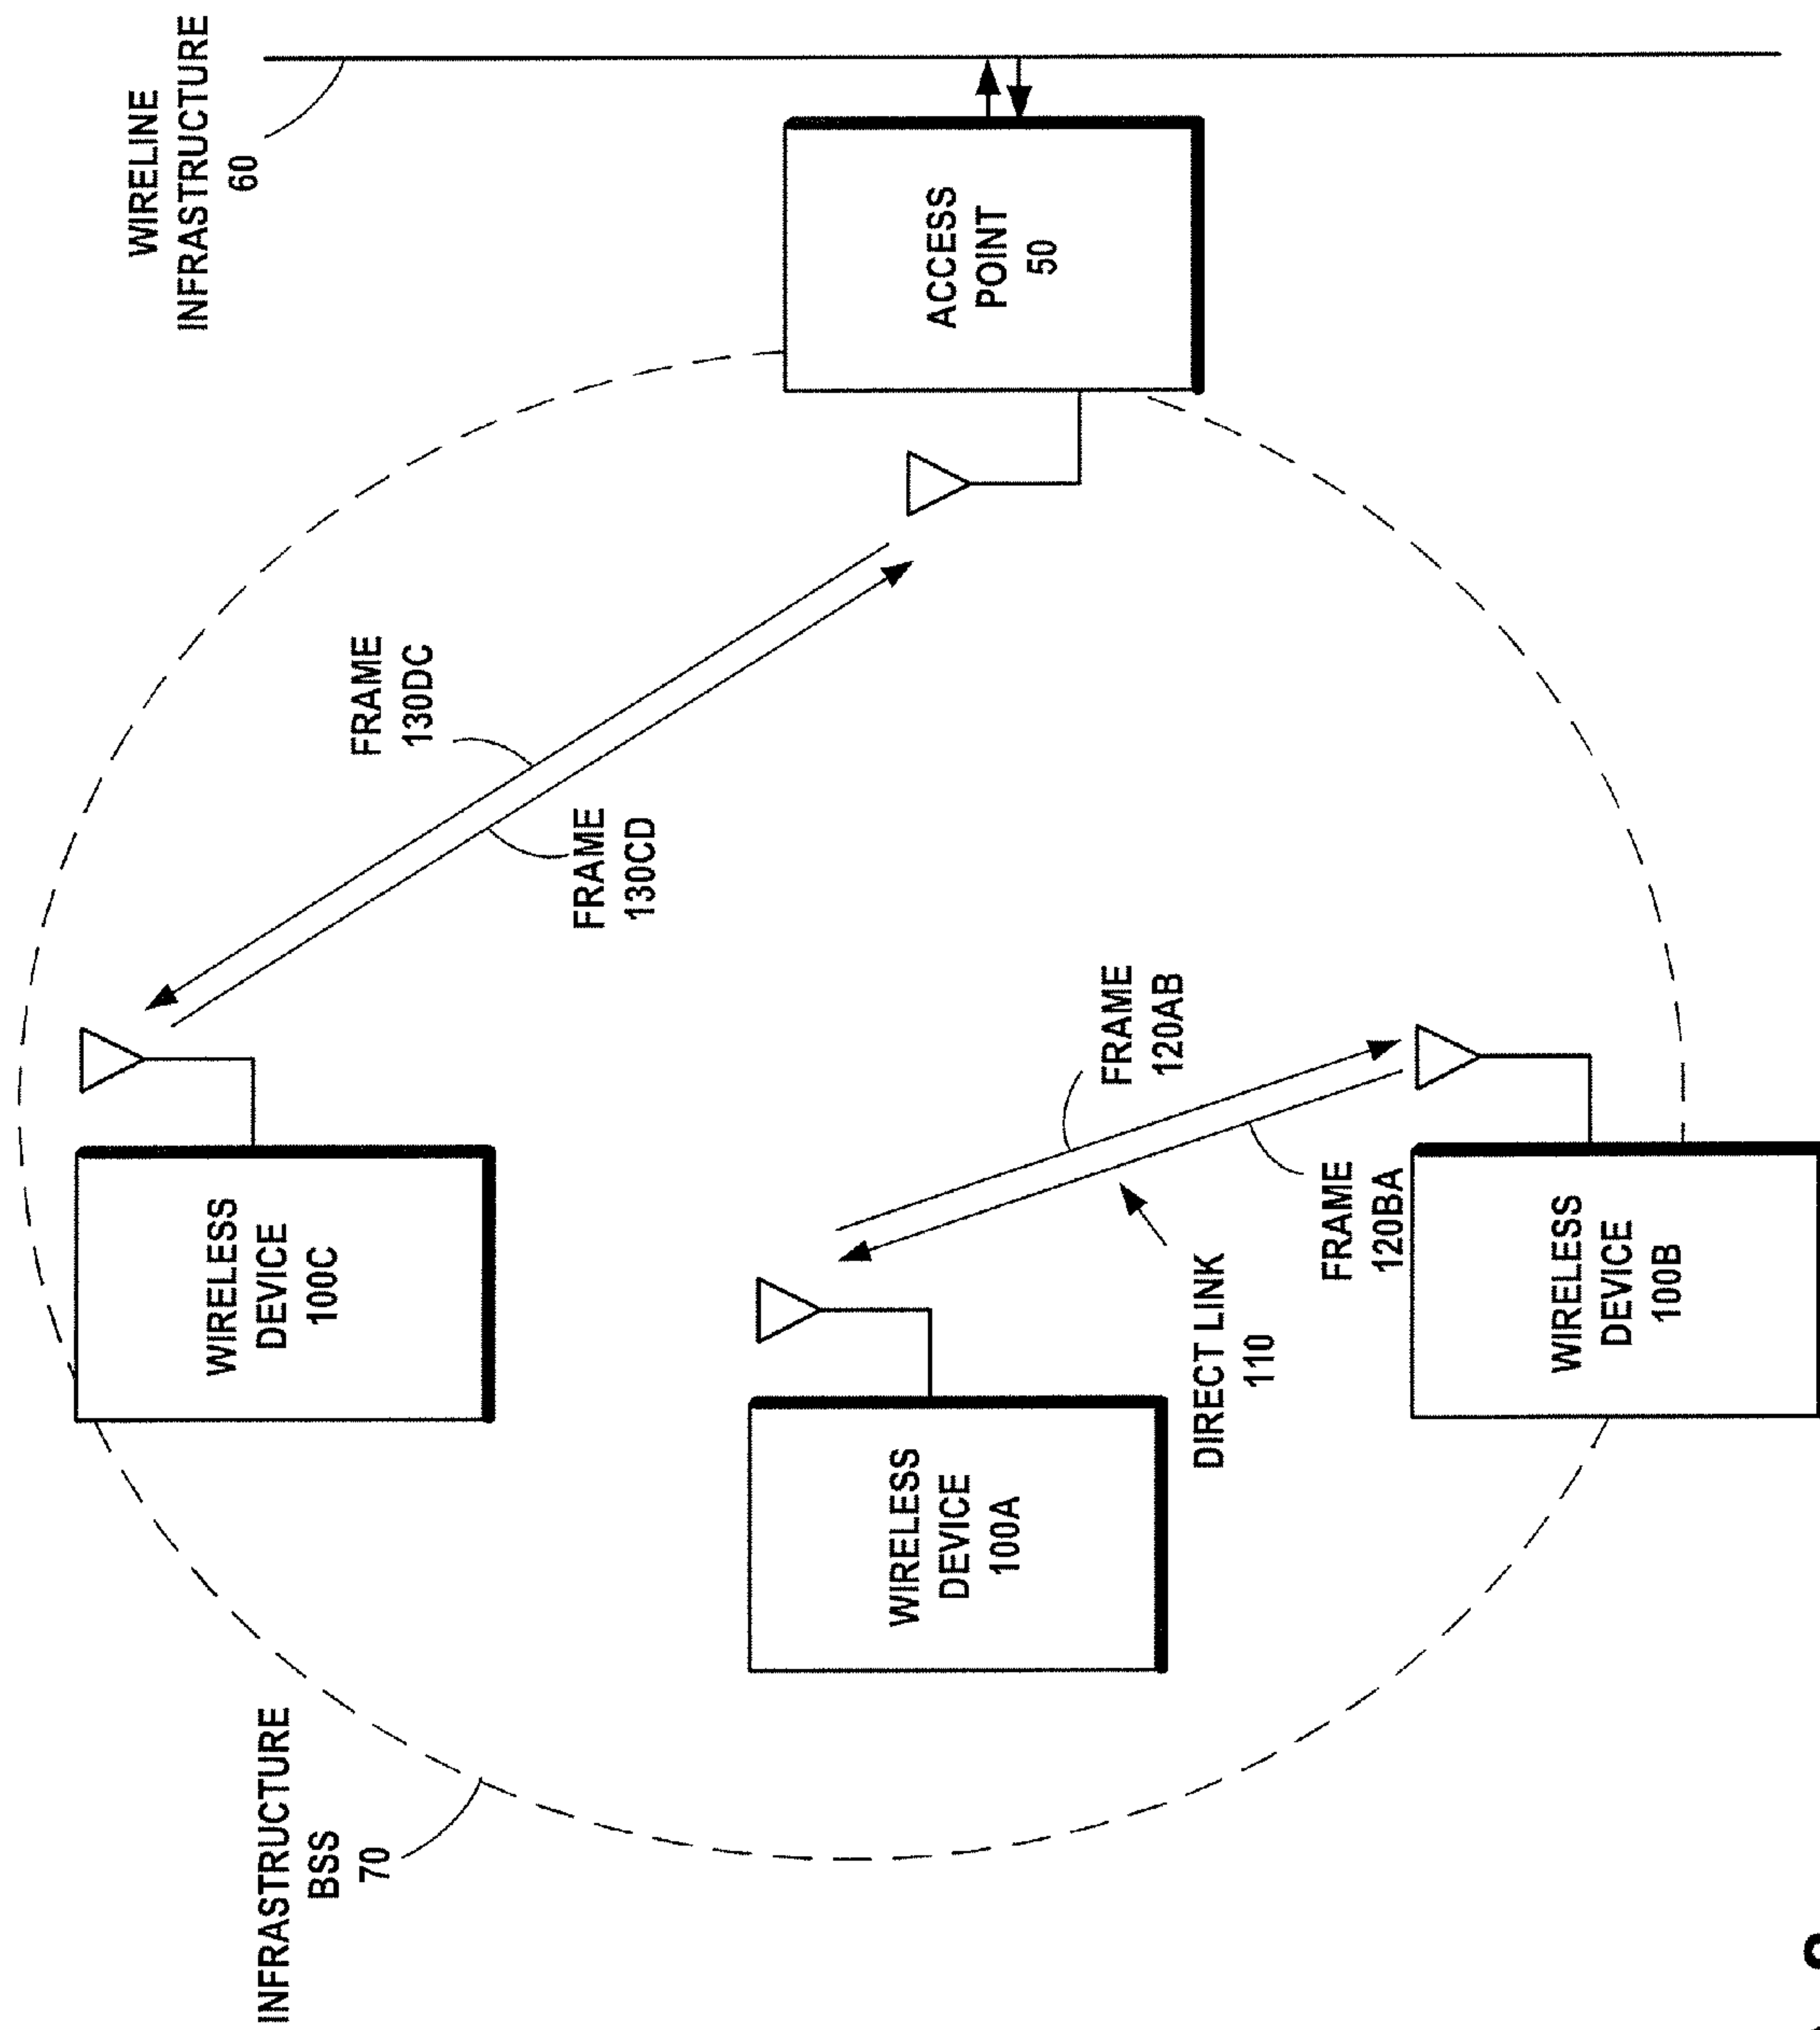 WIRELINE
INFRASTRUCTURE
60
ACCESS
POINT
50
FRAME
130DC
FRAME
130CD
WIRELESS
DEVICE
100C
FRAME
120AB
DIRECT LINK
110
FRAME
120BA
WIRELESS
DEVICE
100A
WIRELESS
DEVICE
100B
INFRASTRUCTURE
BSS
70